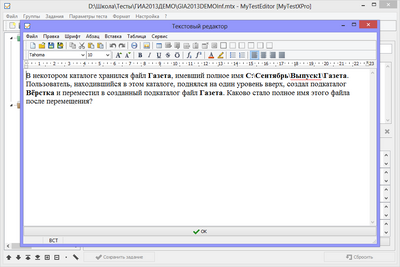 D:\Школа\Тесты\ГИА2013ДЕМО\GIA2013DEMOInf.mtx - MyTestEditor [MyTestXPro]
Файл Группы Задание Параметры теста Формат Настройка ?
Текстовый редактор
Файл Правка Шрифт Абзац Вставка Таблица Сервис
Tahoma 10
В некотором каталоге хранился файл Газета, имевший полное имя C:\Сентябрь\Выпуск1\Газета.
Пользователь, находившийся в этом каталоге, поднялся на один уровень вверх, создал подкаталог
Вёрстка и переместил в созданный подкаталог файл Газета. Каково стало полное имя этого файла
после перемещения?
OK
ВСТ
Сохранить задание
Сбросить